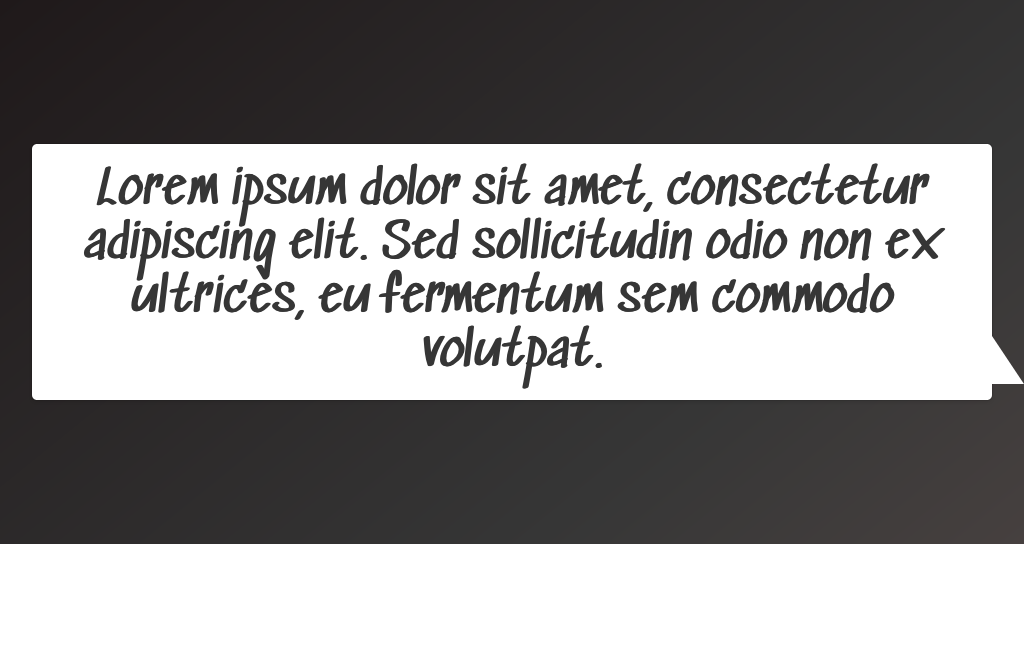 Lorem ipsum dolor sit amet, consectetur
adipiscing elit. Sed sollicitudin odio non ex
ultrices, eu fermentum sem commodo
volutpat.